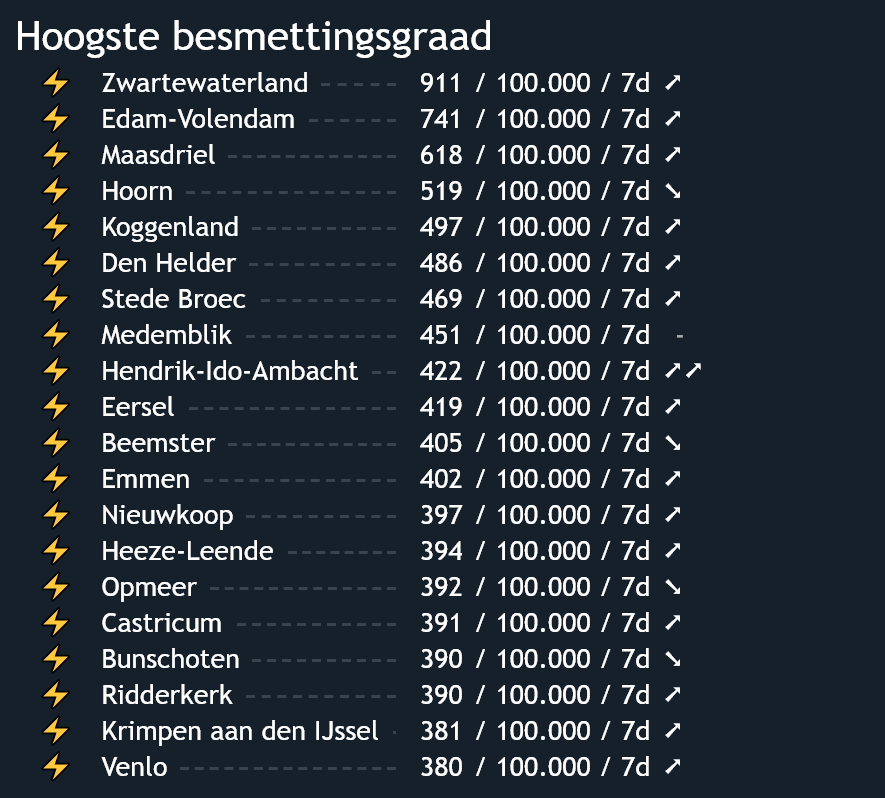 Hoogste besmettingsgraad
⚡ Zwartewaterland ----- 911 / 100.000 / 7d ↗
⚡ Edam-Volendam ------ 741 / 100.000 / 7d ↗
⚡ Maasdriel ----------- 618 / 100.000 / 7d ↗
⚡ Hoorn ------------- 519 / 100.000 / 7d ↘
⚡ Koggenland --------- 497 / 100.000 / 7d ↗
⚡ Den Helder --------- 486 / 100.000 / 7d ↗
⚡ Stede Broec -------- 469 / 100.000 / 7d ↗
⚡ Medemblik --------- 451 / 100.000 / 7d -
⚡ Hendrik-Ido-Ambacht -- 422 / 100.000 / 7d ↗↗
⚡ Eersel ------------- 419 / 100.000 / 7d ↗
⚡ Beemster ----------- 405 / 100.000 / 7d ↘
⚡ Emmen ------------ 402 / 100.000 / 7d ↗
⚡ Nieuwkoop --------- 397 / 100.000 / 7d ↗
⚡ Heeze-Leende ------- 394 / 100.000 / 7d ↗
⚡ Opmeer ----------- 392 / 100.000 / 7d ↘
⚡ Castricum ---------- 391 / 100.000 / 7d ↗
⚡ Bunschoten --------- 390 / 100.000 / 7d ↘
⚡ Ridderkerk --------- 390 / 100.000 / 7d ↗
⚡ Krimpen aan den IJssel - 381 / 100.000 / 7d ↗
⚡ Venlo ------------- 380 / 100.000 / 7d ↗